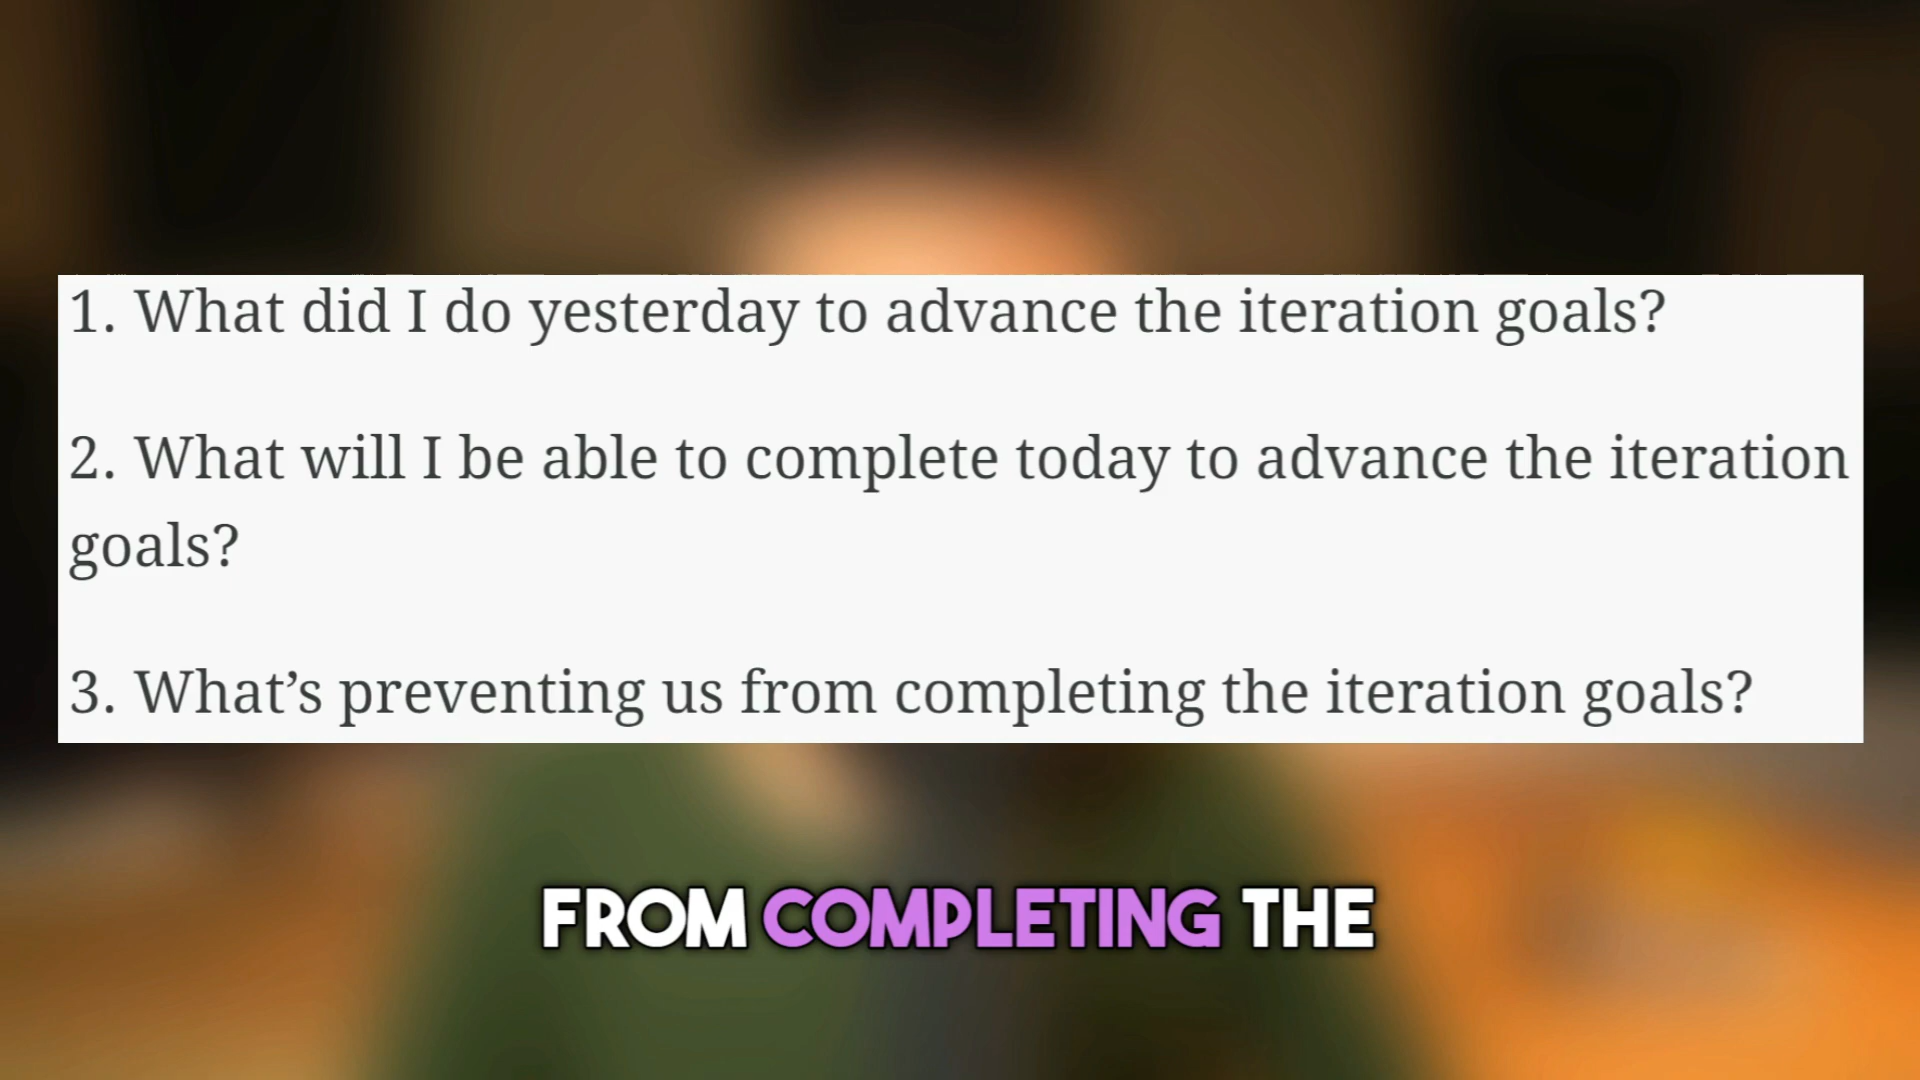 1. What did I do yesterday to advance the iteration goals?
2. What will I be able to complete today to advance the iteration
goals?
3. What’s preventing us from completing the iteration goals?
FROM COMPLETING THE